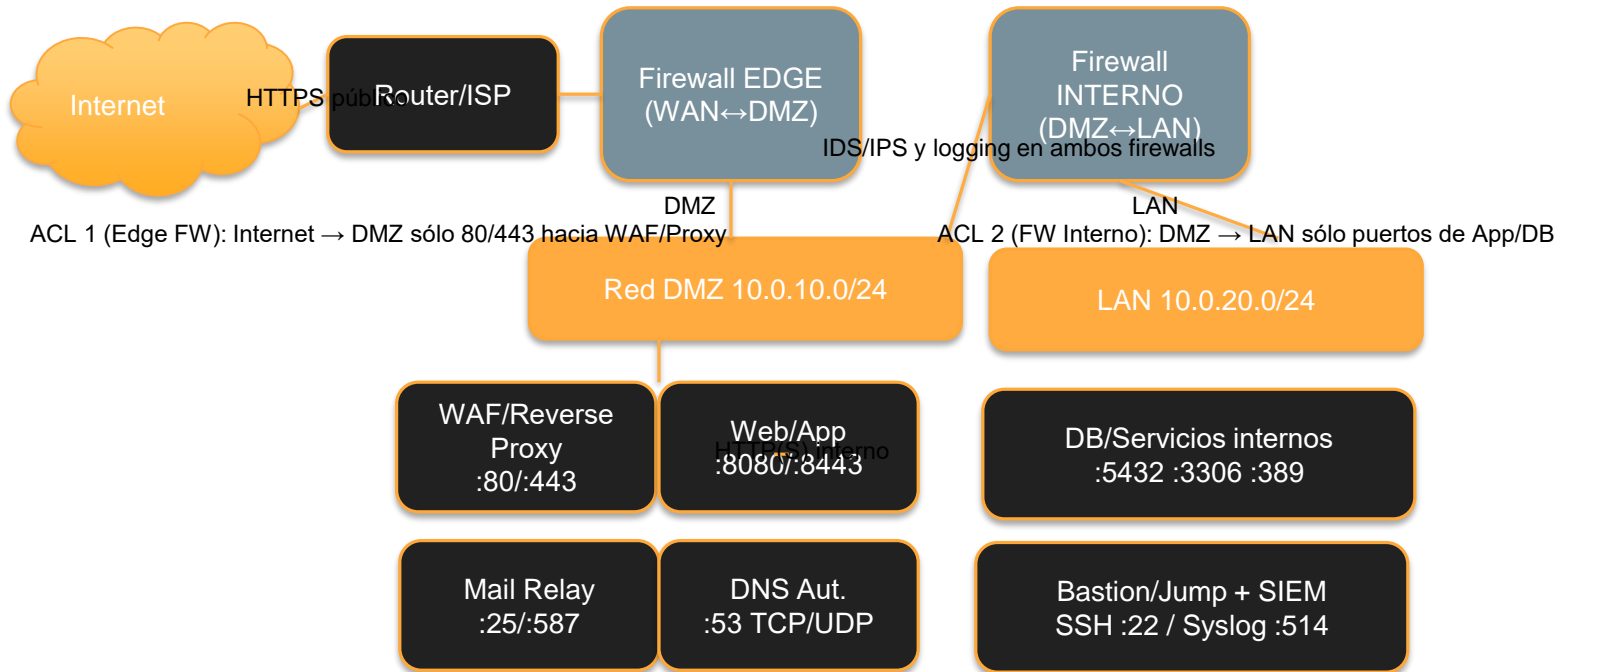 Internet
HTTPS público
Router/ISP
Firewall EDGE
(WAN↔DMZ)
Firewall
INTERNO
(DMZ↔LAN)
IDS/IPS y logging en ambos firewalls
DMZ
LAN
ACL 1 (Edge FW): Internet → DMZ sólo 80/443 hacia WAF/Proxy
ACL 2 (FW Interno): DMZ → LAN sólo puertos de App/DB
Red DMZ 10.0.10.0/24
LAN 10.0.20.0/24
WAF/Reverse
Proxy
:80/:443
Web/App
:8080/:8443
HTTP(S) interno
DB/Servicios internos
:5432 :3306 :389
Mail Relay
:25/:587
DNS Aut.
:53 TCP/UDP
Bastion/Jump + SIEM
SSH :22 / Syslog :514